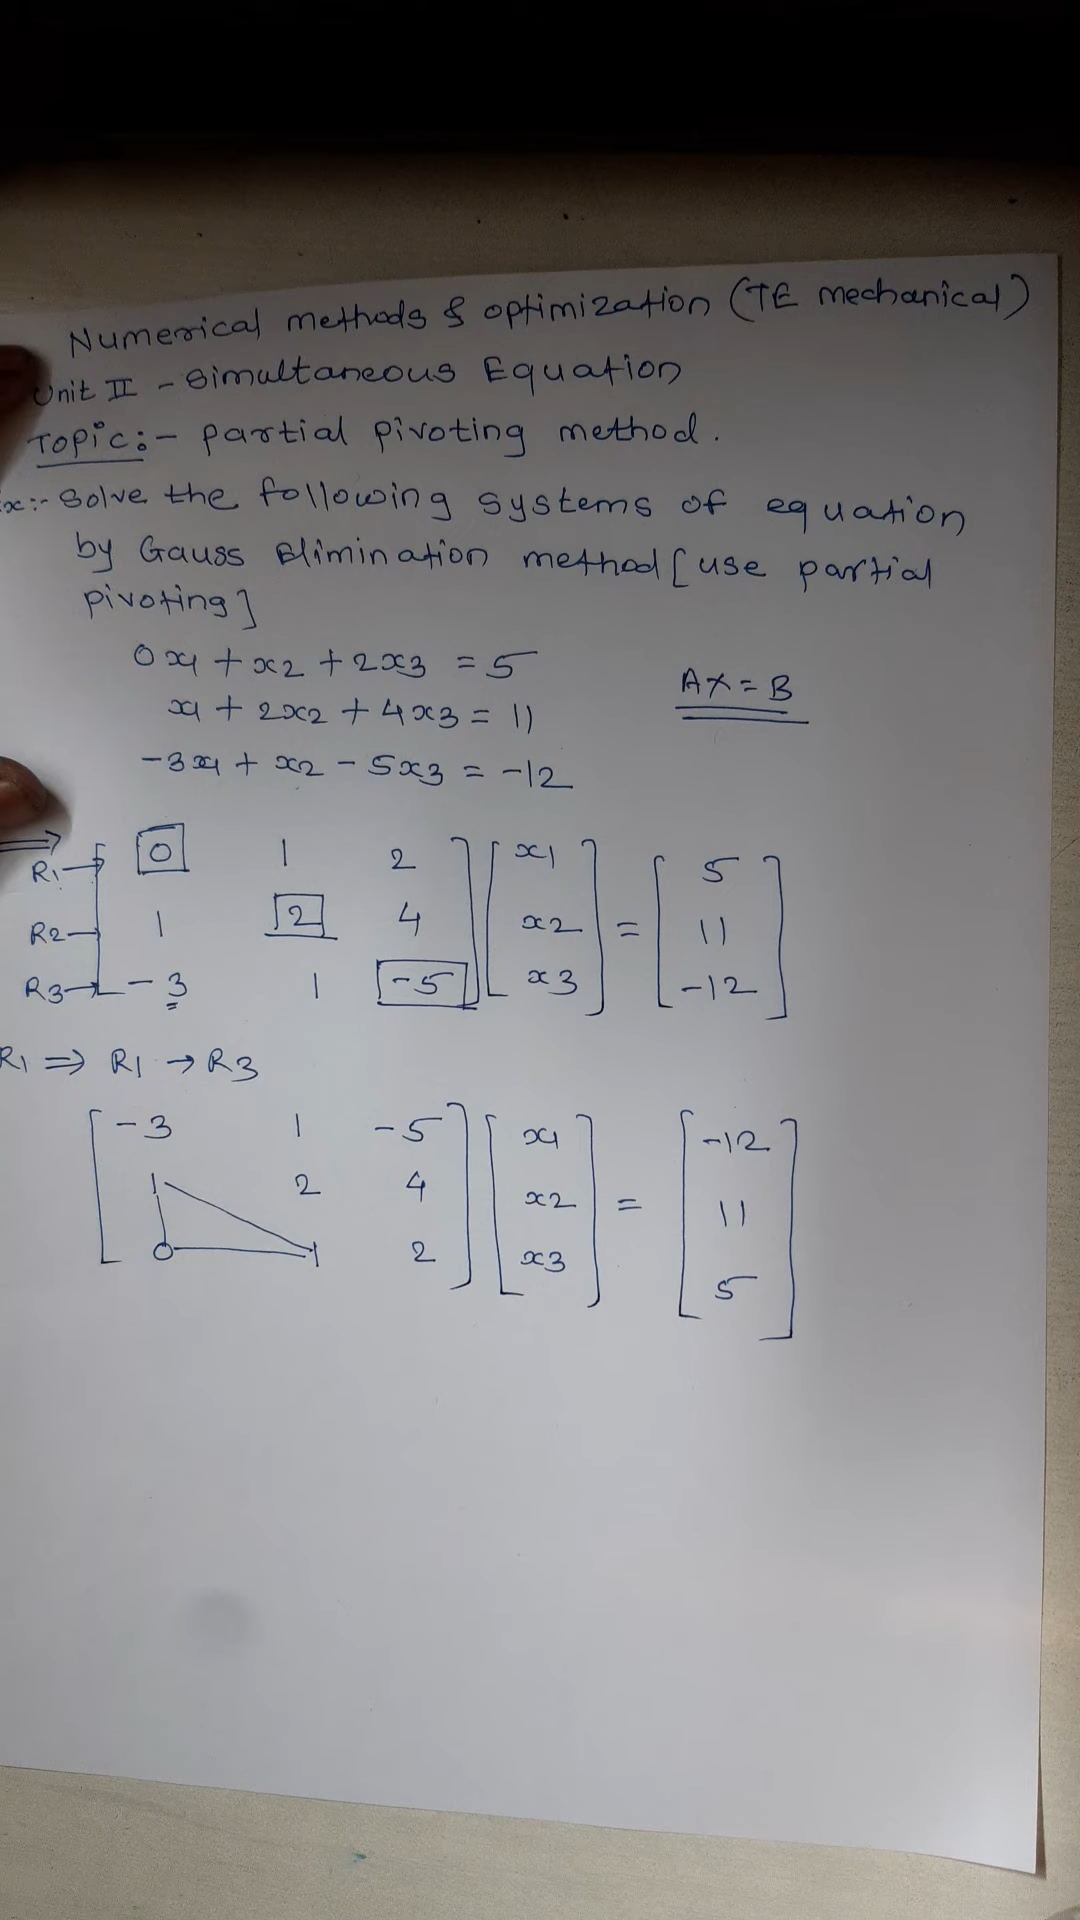 Numerical methods & optimization (TE mechanical)
Unit II - Simultaneous Equation
Topic:- partial pivoting method.
Ex:- Solve the following systems of equation
by Gauss Elimination method [use partial
pivoting]
0x1 + x2 + 2x3 = 5
AX = B
x1 + 2x2 + 4x3 = 11
-3x1 + x2 - 5x3 = -12
⇒ R1→ [ 0 1 2 ] [ x1 ] = [ 5 ]
R2- 1 2 4 x2 11
R3→ -3 1 -5 x3 -12
R1 ⇒ R1 → R3
[ -3 1 -5 ] [ x1 ] = [ -12 ]
1 2 4 x2 11
0 1 2 x3 5